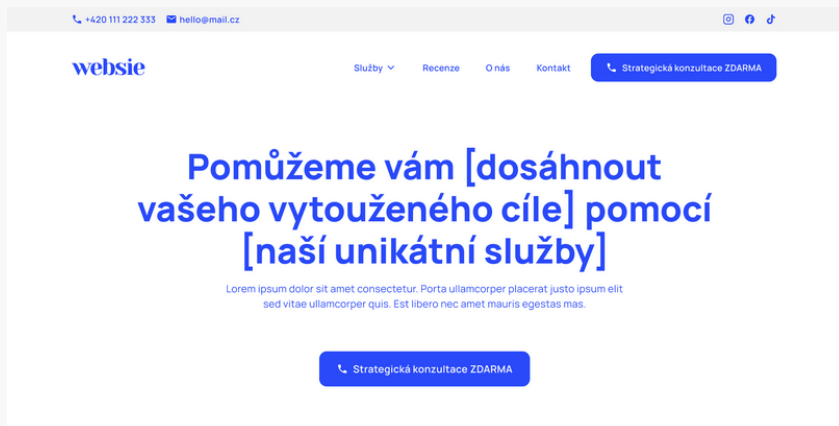 +420 111 222 333 hello@mail.cz
websie Služby Recenze O nás Kontakt Strategická konzultace ZDARMA
Pomůžeme vám [dosáhnout
vašeho vytouženého cíle] pomocí
[naší unikátní služby]
Lorem ipsum dolor sit amet consectetur. Porta ullamcorper placerat justo ipsum elit
sed vitae ullamcorper quis. Est libero nec amet mauris egestas mas.
Strategická konzultace ZDARMA